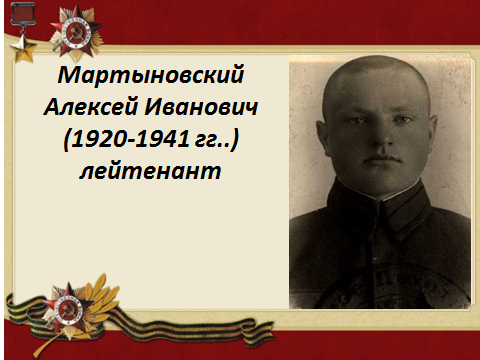 Мартыновский
Алексей Иванович
(1920-1941 гг..)
лейтенант